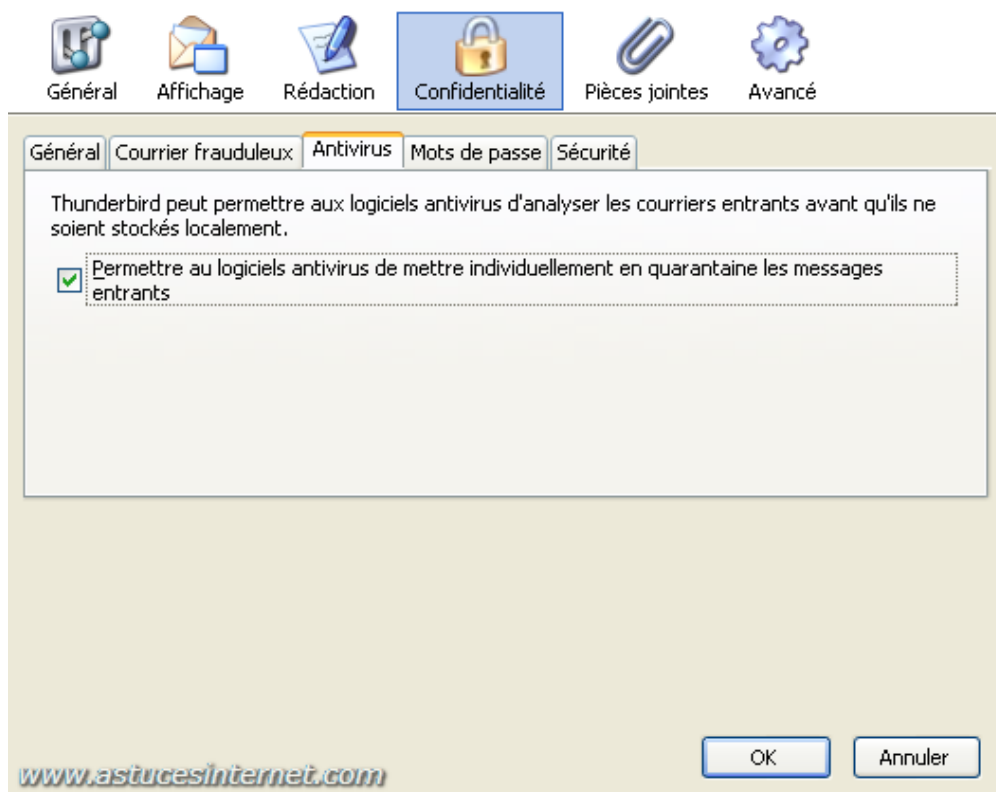 Général Affichage Rédaction Confidentialité Pièces jointes Avancé
Général Courrier frauduleux Antivirus Mots de passe Sécurité
Thunderbird peut permettre aux logiciels antivirus d'analyser les courriers entrants avant qu'ils ne
soient stockés localement.
Permettre au logiciels antivirus de mettre individuellement en quarantaine les messages
entrants
OK Annuler
www.astucesinternet.com